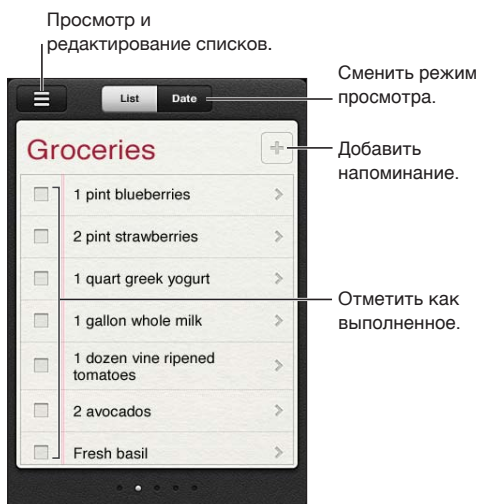 Просмотр и
редактирование списков.
List Date
Сменить режим
просмотра.
Groceries
Добавить
напоминание.
1 pint blueberries
2 pint strawberries
1 quart greek yogurt
1 gallon whole milk
Отметить как
выполненное.
1 dozen vine ripened
tomatoes
2 avocados
Fresh basil